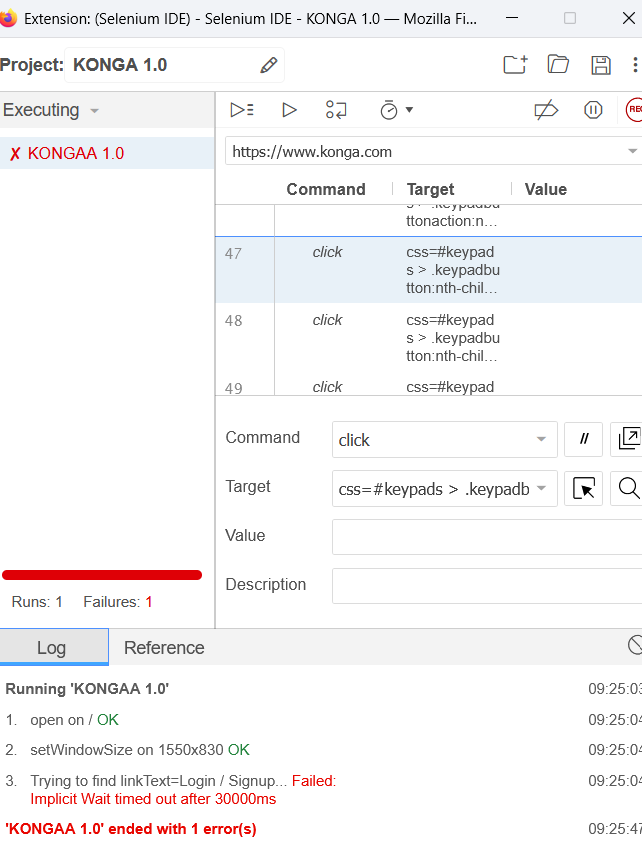 Extension: (Selenium IDE) - Selenium IDE - KONGA 1.0 — Mozilla Fi...
Project: KONGA 1.0
Executing
✗ KONGAA 1.0
REC
https://www.konga.com
Command Target Value
s > .keypadbu
ttonaction:n...
47 click css=#keypad
s > .keypadbu
tton:nth-chil...
48 click css=#keypad
s > .keypadbu
tton:nth-chil...
49 click css=#keypad
Command click //
Target css=#keypads > .keypadb
Value
Description
Runs: 1 Failures: 1
Log Reference
Running 'KONGAA 1.0' 09:25:03
1. open on / OK 09:25:04
2. setWindowSize on 1550x830 OK 09:25:04
3. Trying to find linkText=Login / Signup... Failed: 09:25:04
Implicit Wait timed out after 30000ms
'KONGAA 1.0' ended with 1 error(s) 09:25:47